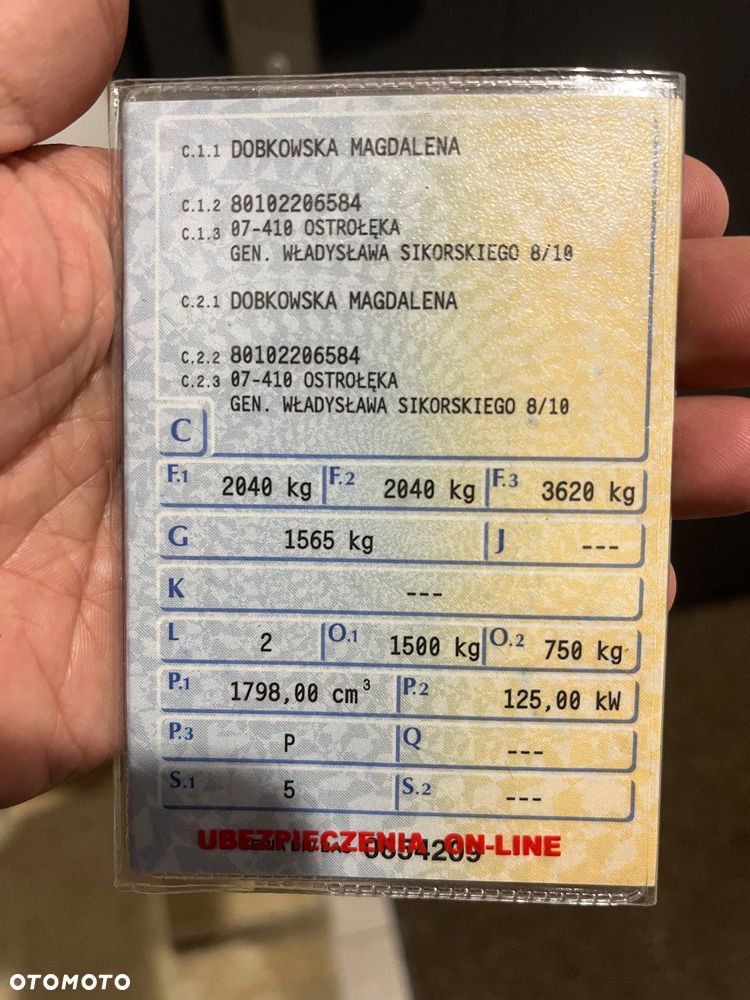 C.1.1 DOBKOWSKA MAGDALENA
C.1.2 80102206584
C.1.3 07-410 OSTROŁĘKA
GEN. WŁADYSŁAWA SIKORSKIEGO 8/10
C.2.1 DOBKOWSKA MAGDALENA
C.2.2 80102206584
C.2.3 07-410 OSTROŁĘKA
GEN. WŁADYSŁAWA SIKORSKIEGO 8/10
C
F.1 2040 kg F.2 2040 kg F.3 3620 kg
G 1565 kg J ---
K ---
L 2 O.1 1500 kg O.2 750 kg
P.1 1798,00 cm³ P.2 125,00 kW
P.3 P Q ---
S.1 5 S.2 ---
UBEZPIECZENIA ON-LINE
OTOMOTO